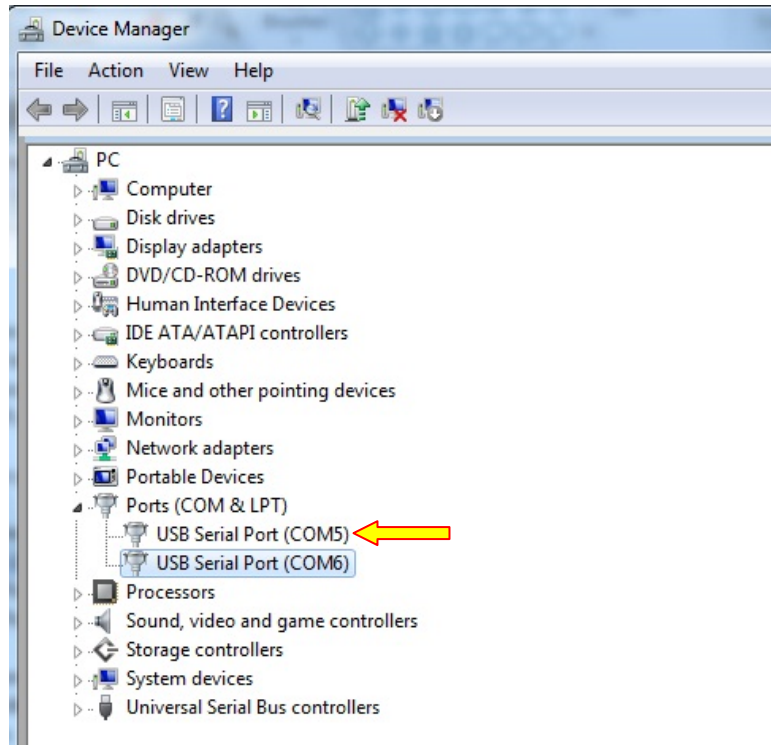 Device Manager
File Action View Help
PC
Computer
Disk drives
Display adapters
DVD/CD-ROM drives
Human Interface Devices
IDE ATA/ATAPI controllers
Keyboards
Mice and other pointing devices
Monitors
Network adapters
Portable Devices
Ports (COM & LPT)
USB Serial Port (COM5)
USB Serial Port (COM6)
Processors
Sound, video and game controllers
Storage controllers
System devices
Universal Serial Bus controllers